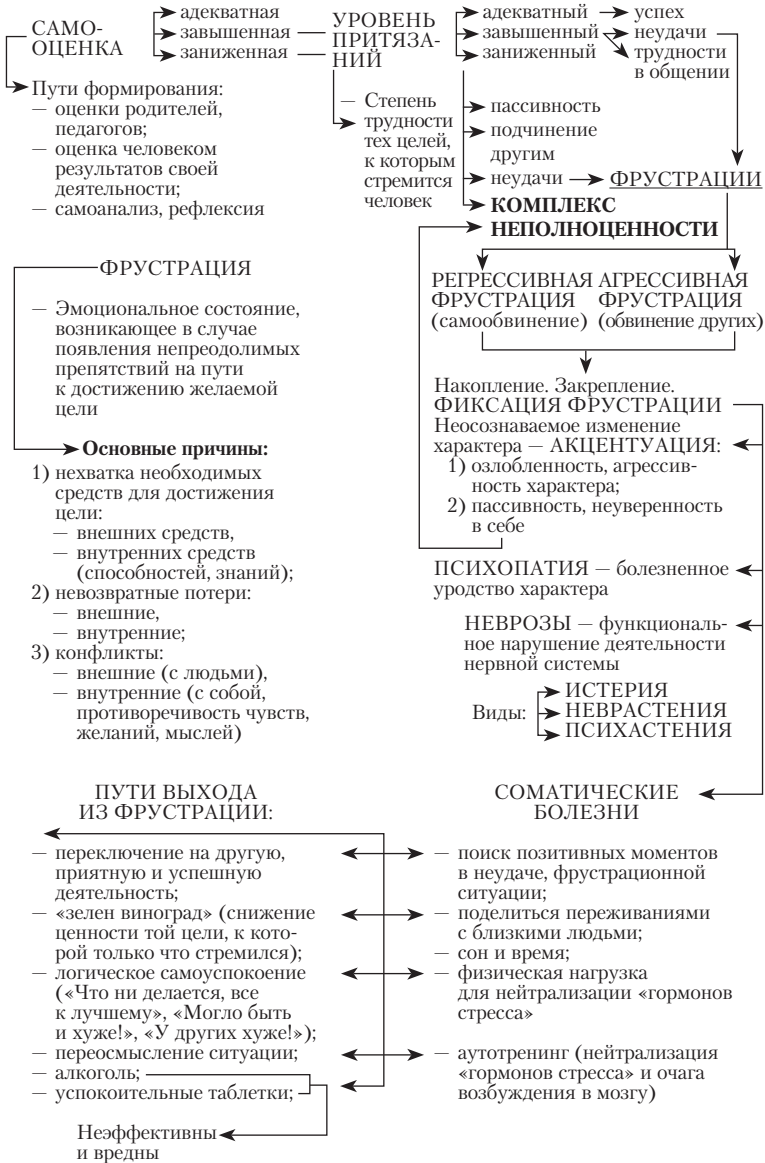 САМО-
ОЦЕНКА
адекватная
завышенная
заниженная
УРОВЕНЬ
ПРИТЯЗА-
НИЙ
адекватный
завышенный
заниженный
успех
неудачи
трудности
в общении
Пути формирования:
— оценки родителей,
педагогов;
— оценка человеком
результатов своей
деятельности;
— самоанализ, рефлексия
— Степень
трудности
тех целей,
к которым
стремится
человек
пассивность
подчинение
другим
неудачи
ФРУСТРАЦИИ
КОМПЛЕКС
НЕПОЛНОЦЕННОСТИ
ФРУСТРАЦИЯ
— Эмоциональное состояние,
возникающее в случае
появления непреодолимых
препятствий на пути
к достижению желаемой
цели
Основные причины:
1) нехватка необходимых
средств для достижения
цели:
— внешних средств,
— внутренних средств
(способностей, знаний);
2) невозвратные потери:
— внешние,
— внутренние;
3) конфликты:
— внешние (с людьми),
— внутренние (с собой,
противоречивость чувств,
желаний, мыслей)
РЕГРЕССИВНАЯ
ФРУСТРАЦИЯ
(самообвинение)
АГРЕССИВНАЯ
ФРУСТРАЦИЯ
(обвинение других)
Накопление. Закрепление.
ФИКСАЦИЯ ФРУСТРАЦИИ
Неосознаваемое изменение
характера — АКЦЕНТУАЦИЯ:
1) озлобленность, агрессив-
ность характера;
2) пассивность, неуверенность
в себе
ПСИХОПАТИЯ — болезненное
уродство характера
НЕВРОЗЫ — функциональ-
ное нарушение деятельности
нервной системы
Виды:
ИСТЕРИЯ
НЕВРАСТЕНИЯ
ПСИХАСТЕНИЯ
ПУТИ ВЫХОДА
ИЗ ФРУСТРАЦИИ:
— переключение на другую,
приятную и успешную
деятельность;
— «зелен виноград» (снижение
ценности той цели, к кото-
рой только что стремился);
— логическое самоуспокоение
(«Что ни делается, все
к лучшему», «Могло быть
и хуже!», «У других хуже!»);
— переосмысление ситуации;
— алкоголь;
— успокоительные таблетки;
Неэффективны
и вредны
СОМАТИЧЕСКИЕ
БОЛЕЗНИ
— поиск позитивных моментов
в неудаче, фрустрационной
ситуации;
— поделиться переживаниями
с близкими людьми;
— сон и время;
— физическая нагрузка
для нейтрализации «гормонов
стресса»
— аутотренинг (нейтрализация
«гормонов стресса» и очага
возбуждения в мозгу)